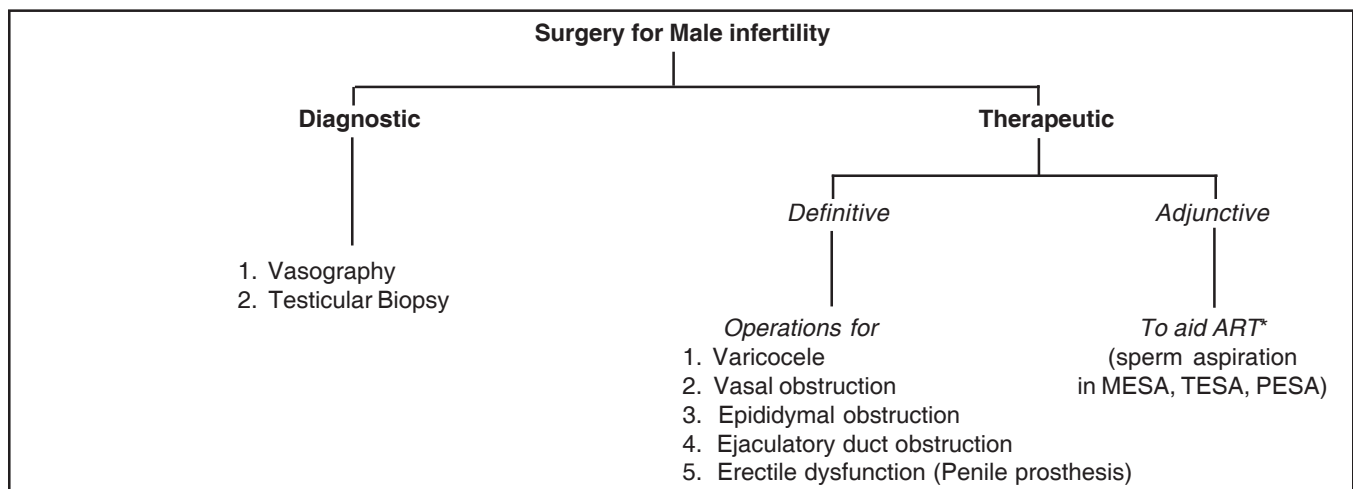 Surgery for Male infertility
Diagnostic
Therapeutic
Definitive
Adjunctive
1. Vasography
2. Testicular Biopsy
Operations for
1. Varicocele
2. Vasal obstruction
3. Epididymal obstruction
4. Ejaculatory duct obstruction
5. Erectile dysfunction (Penile prosthesis)
To aid ART*
(sperm aspiration
in MESA, TESA, PESA)